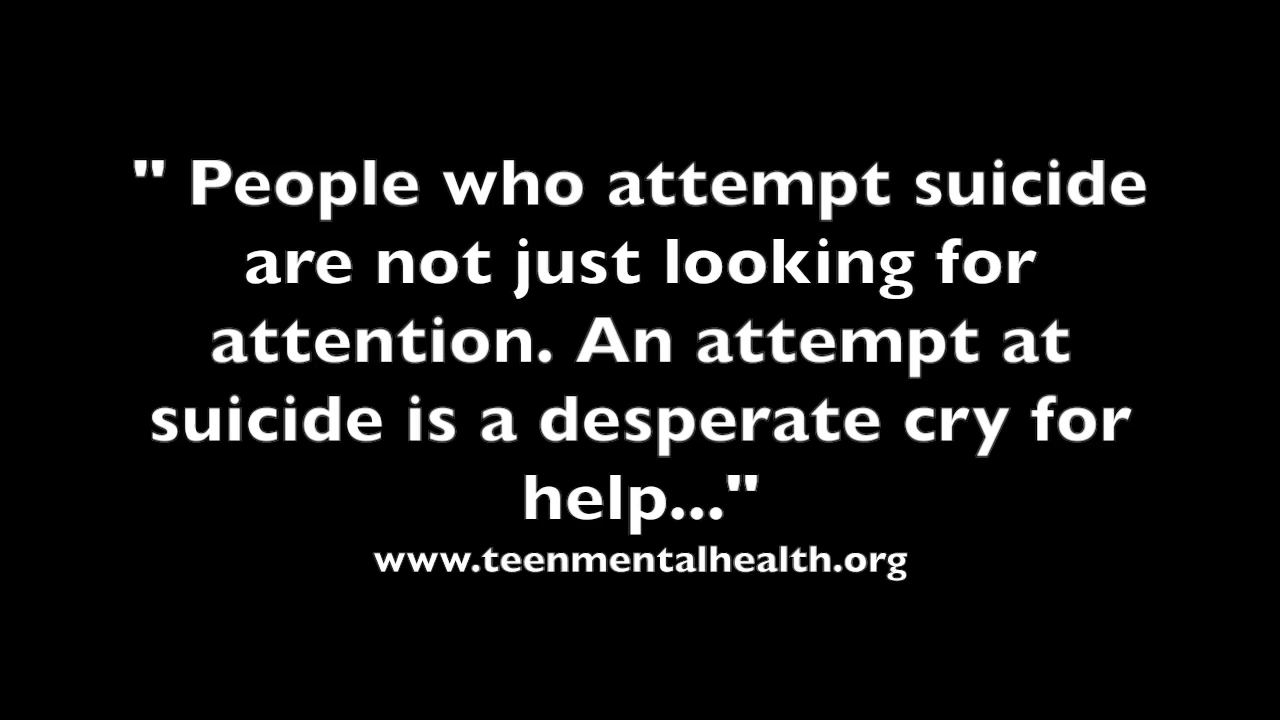 " People who attempt suicide
are not just looking for
attention. An attempt at
suicide is a desperate cry for
help..."
www.teenmentalhealth.org